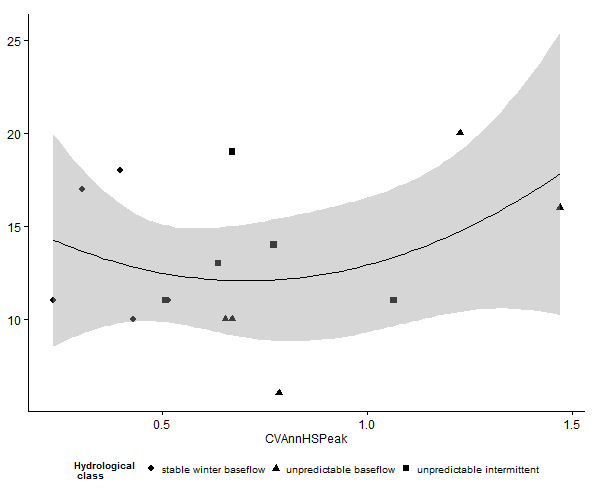 25
20
15
10
0.5 1.0 1.5
CVAnnHSPeak
Hydrological
class
stable winter baseflow unpredictable baseflow unpredictable intermittent